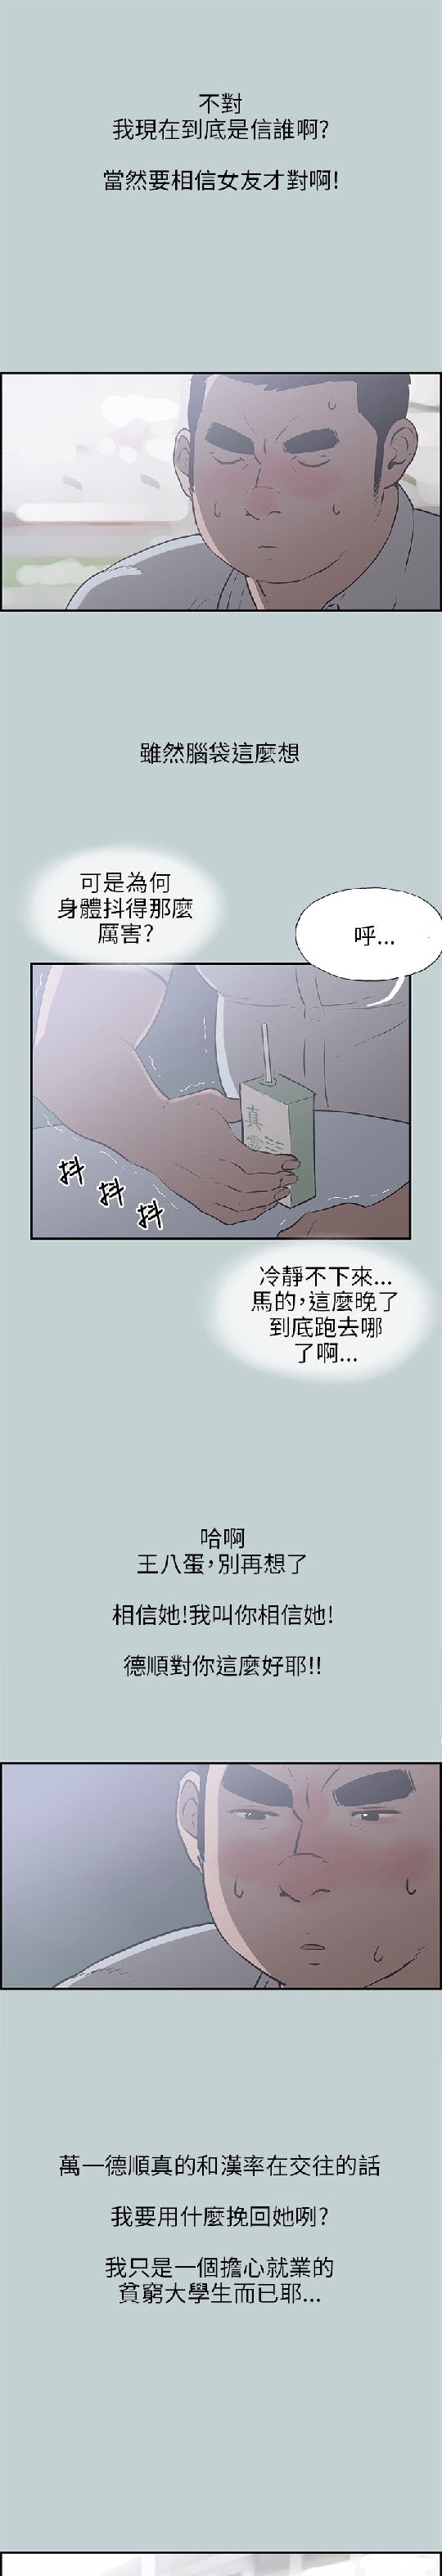 不對
我現在到底是信誰啊?
當然要相信女友才對啊!
雖然腦袋這麼想
可是為何
身體抖得那麼
厲害?
呼...
真
抖
抖
抖
冷靜不下來...
馬的,這麼晚了
到底跑去哪
了啊...
哈啊
王八蛋,別再想了
相信她!我叫你相信她!
德順對你這麼好耶!!
萬一德順真的和漢率在交往的話
我要用什麼挽回她咧?
我只是一個擔心就業的
貧窮大學生而已耶...